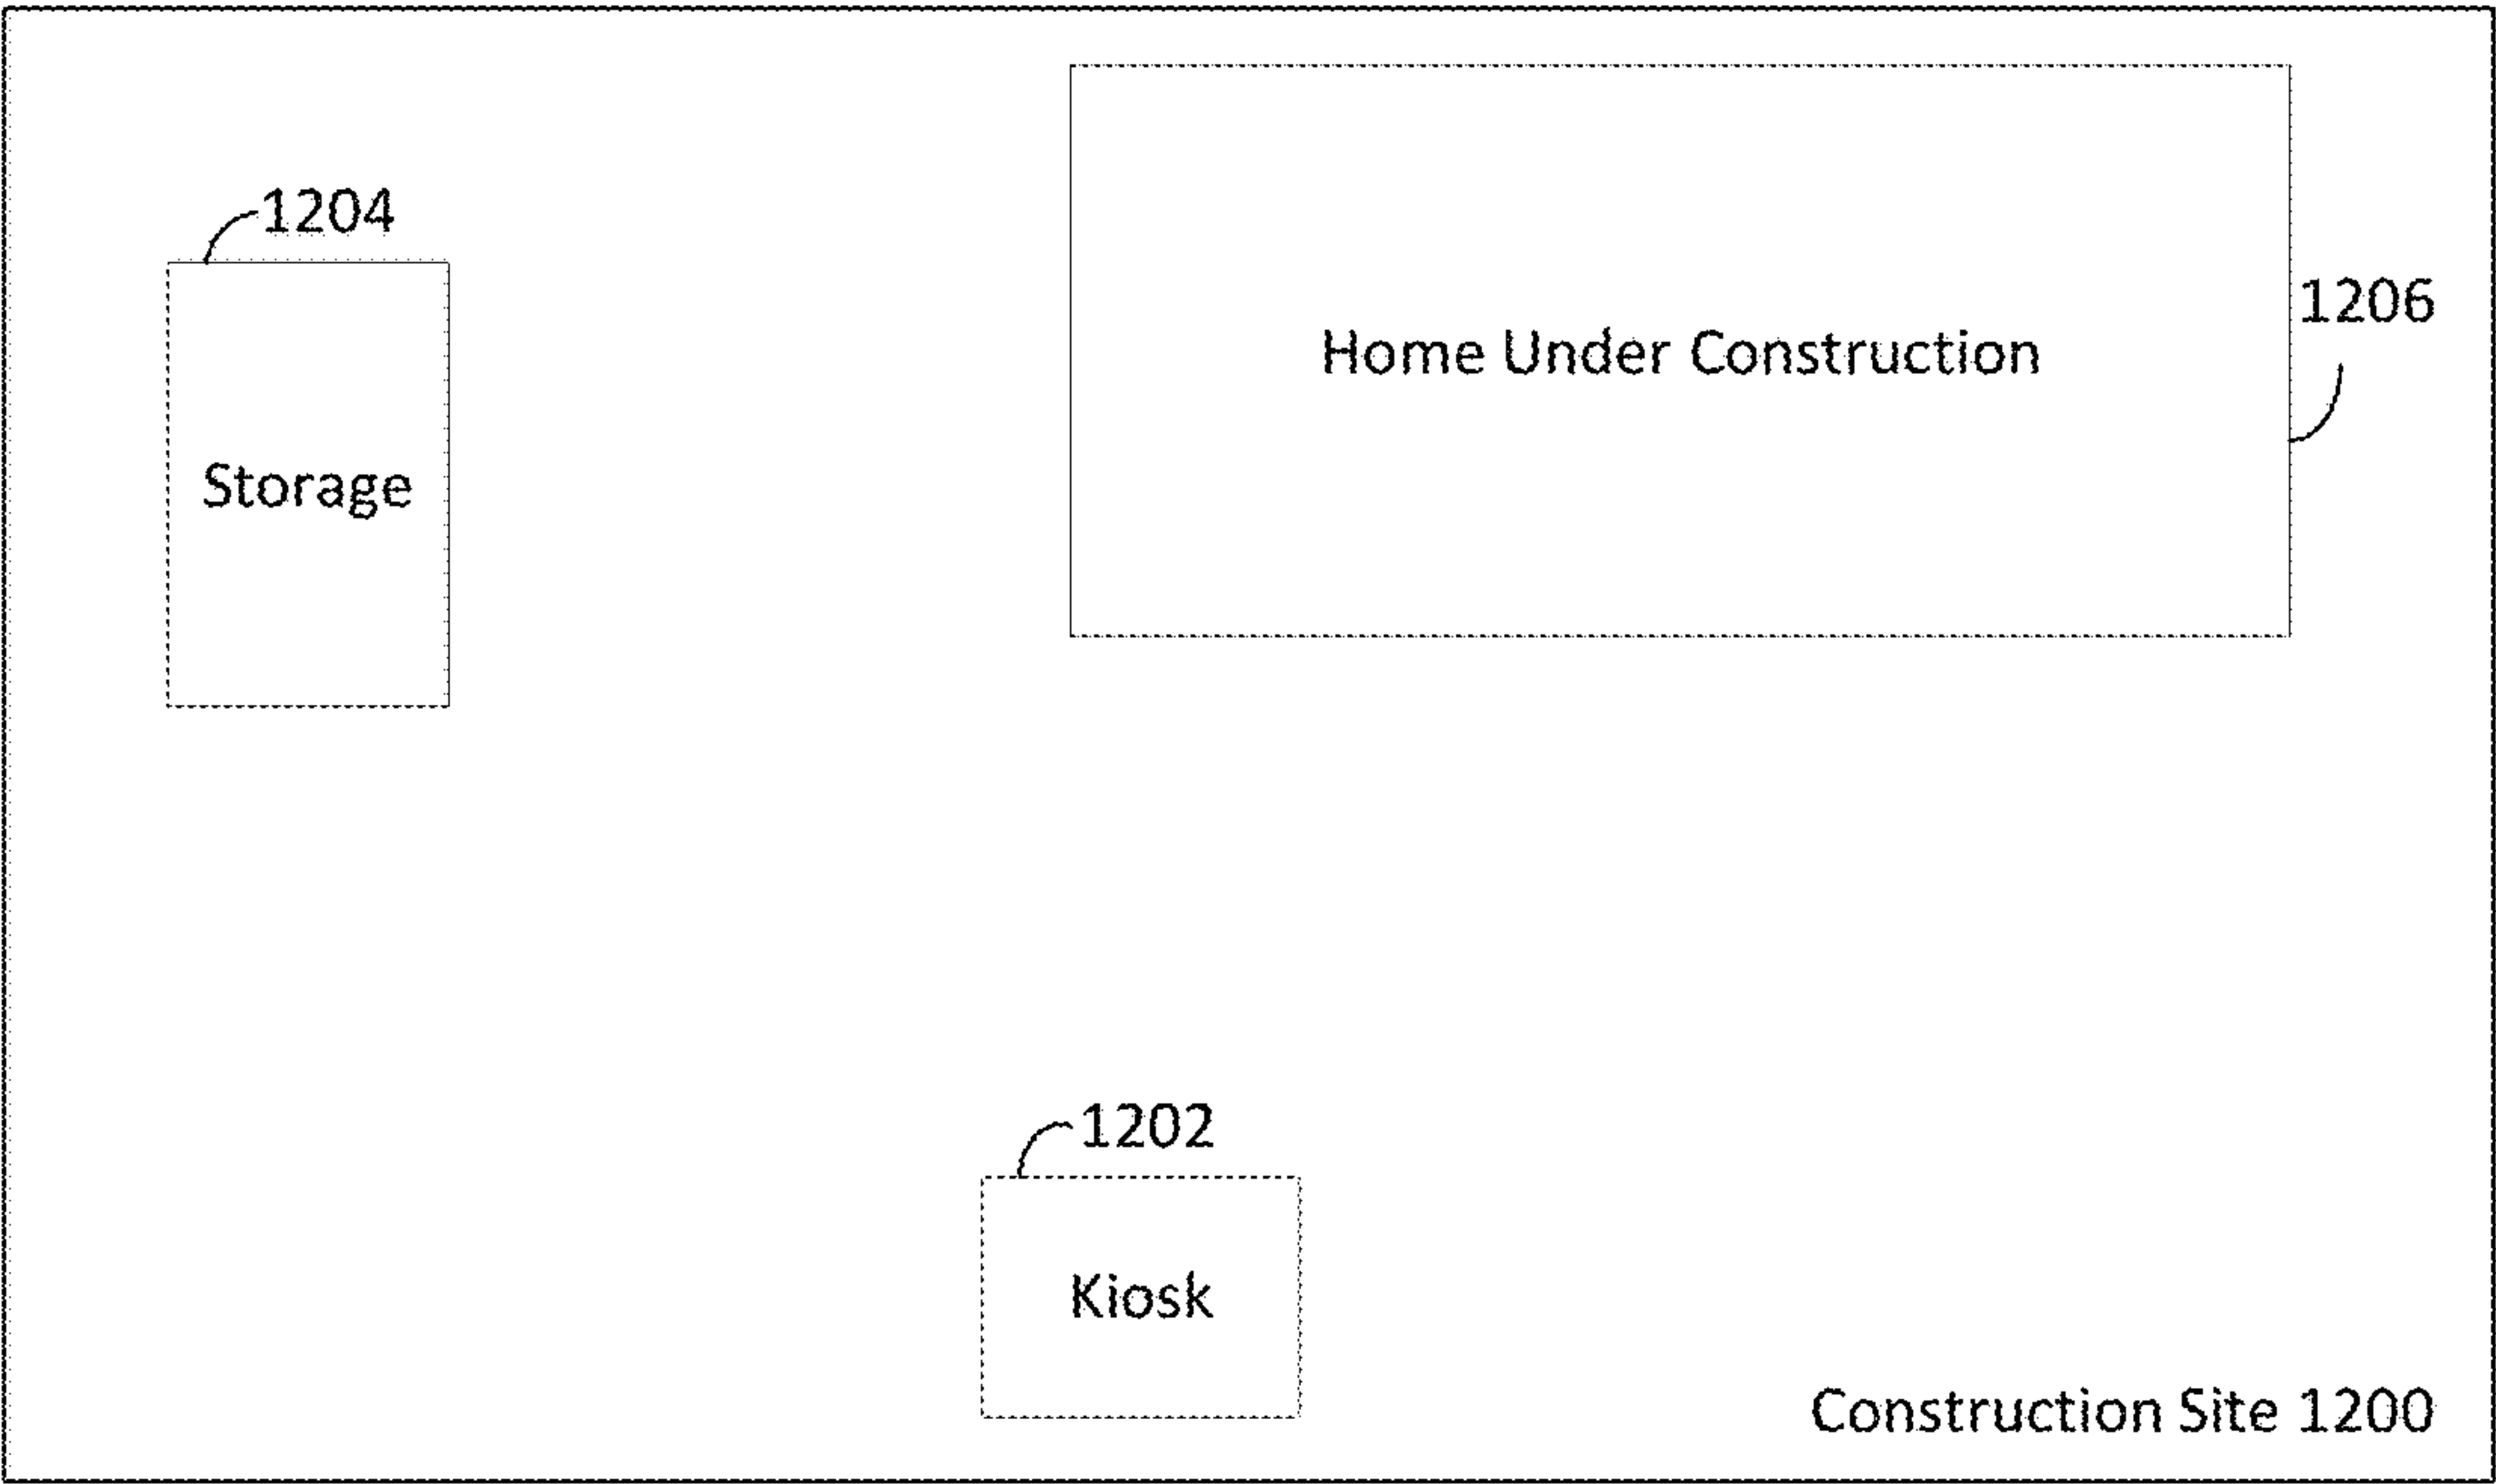 1204
1206
Home Under Construction
Storage
1202
Kiosk
Construction Site 1200